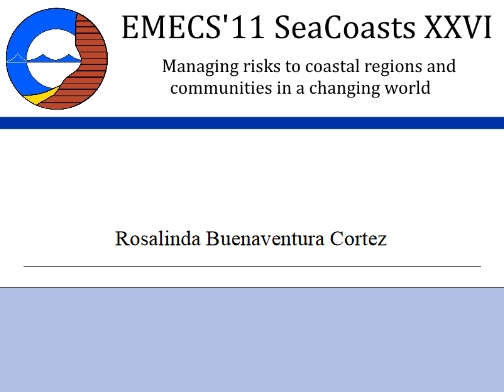 EMECS'11 SeaCoasts XXVI
Managing risks to coastal regions and
communities in a changing world
Rosalinda Buenaventura Cortez